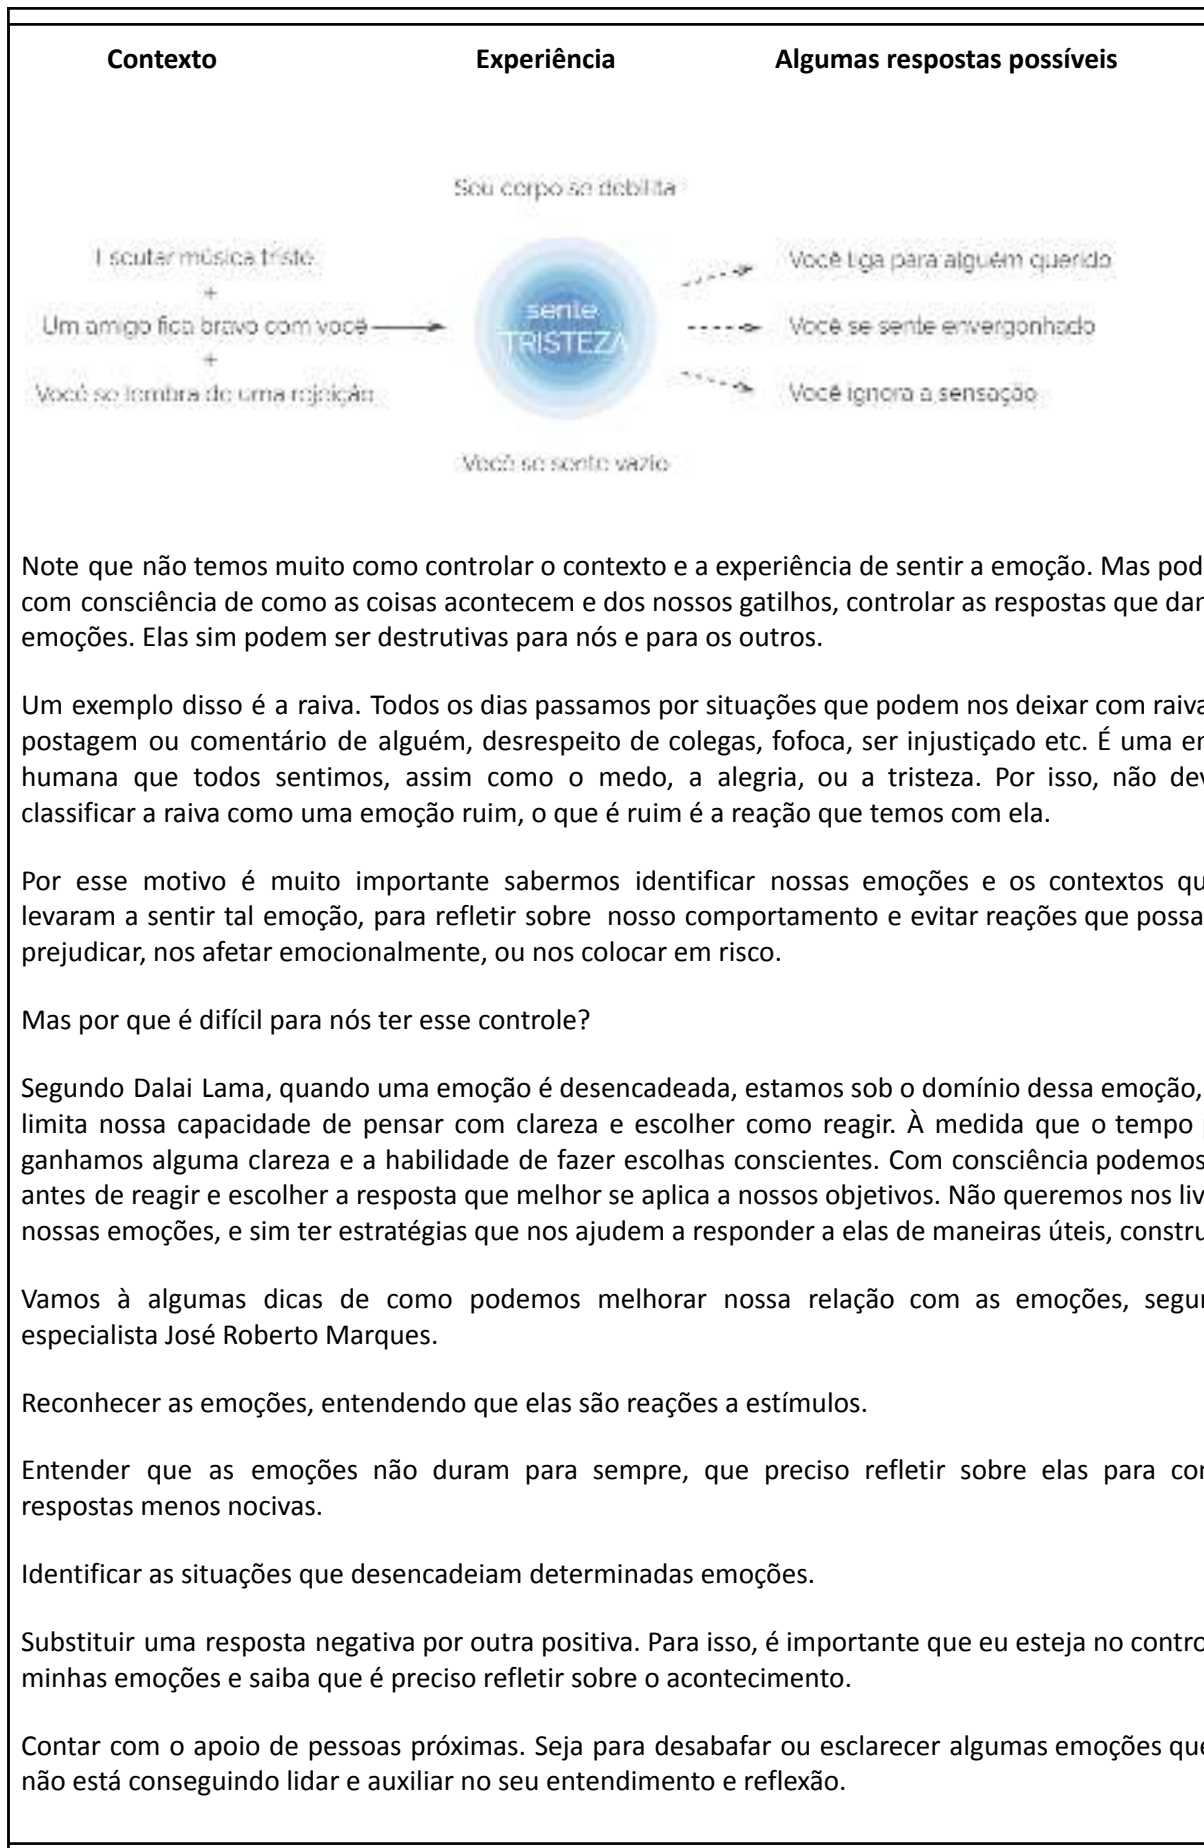 Contexto Experiência Algumas respostas possíveis
Seu corpo se debilita
Escutar música triste
+
Um amigo fica bravo com você
+
Você se lembra de uma rejeição
sente
TRISTEZA
Você liga para alguém querido
Você se sente envergonhado
Você ignora a sensação
Você se sente vazio
Note que não temos muito como controlar o contexto e a experiência de sentir a emoção. Mas pod
com consciência de como as coisas acontecem e dos nossos gatilhos, controlar as respostas que dar
emoções. Elas sim podem ser destrutivas para nós e para os outros.
Um exemplo disso é a raiva. Todos os dias passamos por situações que podem nos deixar com raiva
postagem ou comentário de alguém, desrespeito de colegas, fofoca, ser injustiçado etc. É uma
humana que todos sentimos, assim como o medo, a alegria, ou a tristeza. Por isso, não dev
classificar a raiva como uma emoção ruim, o que é ruim é a reação que temos com ela.
Por esse motivo é muito importante sabermos identificar nossas emoções e os contextos qu
levaram a sentir tal emoção, para refletir sobre nosso comportamento e evitar reações que possa
prejudicar, nos afetar emocionalmente, ou nos colocar em risco.
Mas por que é difícil para nós ter esse controle?
Segundo Dalai Lama, quando uma emoção é desencadeada, estamos sob o domínio dessa emoção,
limita nossa capacidade de pensar com clareza e escolher como reagir. À medida que o tempo
ganhamos alguma clareza e a habilidade de fazer escolhas conscientes. Com consciência podemos
antes de reagir e escolher a resposta que melhor se aplica a nossos objetivos. Não queremos nos liv
nossas emoções, e sim ter estratégias que nos ajudem a responder a elas de maneiras úteis, constru
Vamos à algumas dicas de como podemos melhorar nossa relação com as emoções, segu
especialista José Roberto Marques.
Reconhecer as emoções, entendendo que elas são reações a estímulos.
Entender que as emoções não duram para sempre, que preciso refletir sobre elas para co
respostas menos nocivas.
Identificar as situações que desencadeiam determinadas emoções.
Substituir uma resposta negativa por outra positiva. Para isso, é importante que eu esteja no contro
minhas emoções e saiba que é preciso refletir sobre o acontecimento.
Contar com o apoio de pessoas próximas. Seja para desabafar ou esclarecer algumas emoções que
não está conseguindo lidar e auxiliar no seu entendimento e reflexão.